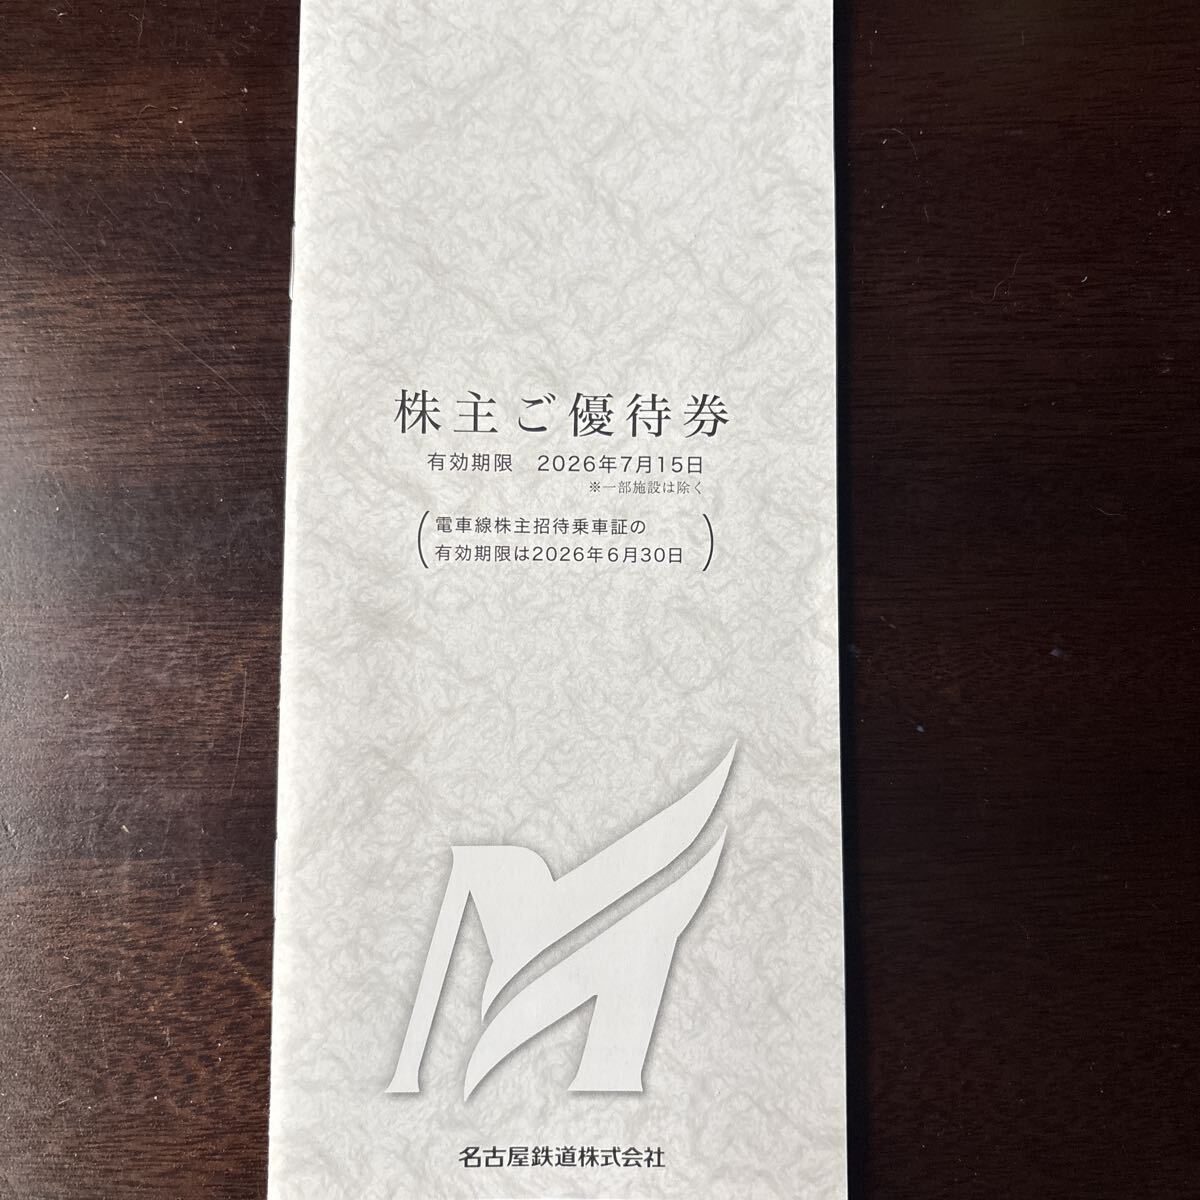 株主ご優待券
有効期限　2026年7月15日
※一部施設は除く
電車線株主招待乗車証の
有効期限は2026年6月30日
名古屋鉄道株式会社